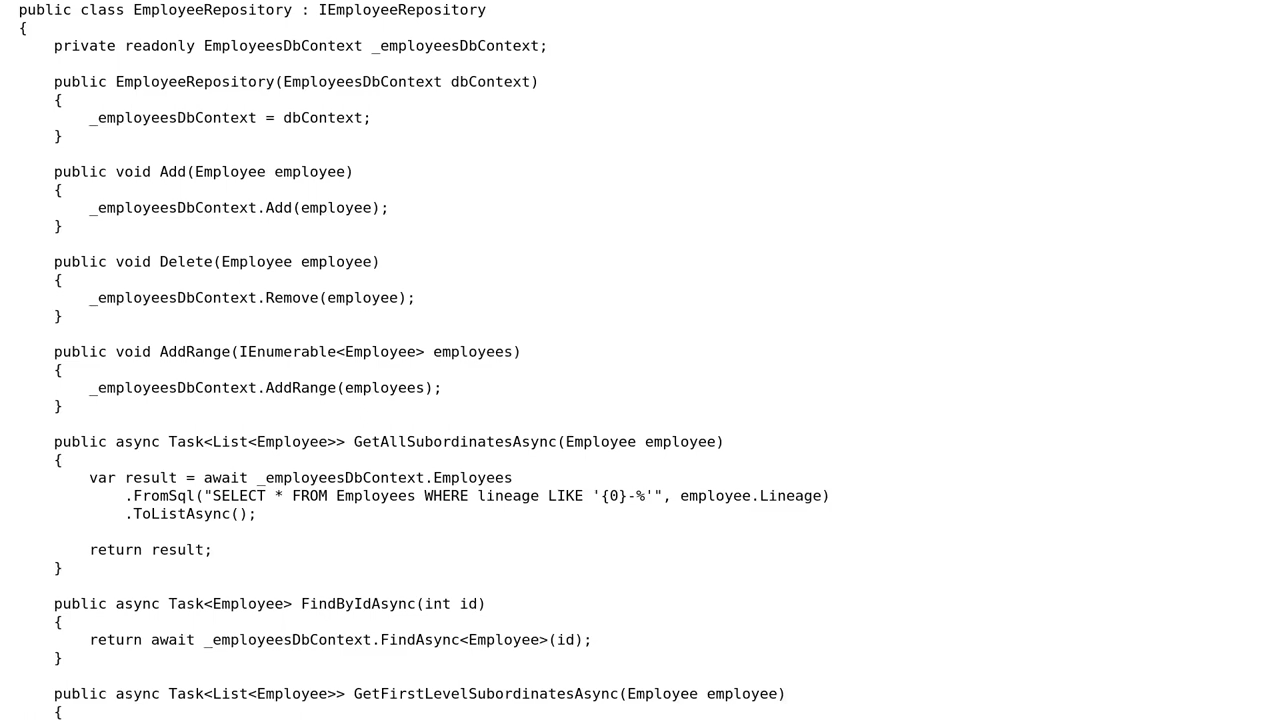 public class EmployeeRepository : IEmployeeRepository
{
    private readonly EmployeesDbContext _employeesDbContext;

    public EmployeeRepository(EmployeesDbContext dbContext)
    {
        _employeesDbContext = dbContext;
    }

    public void Add(Employee employee)
    {
        _employeesDbContext.Add(employee);
    }

    public void Delete(Employee employee)
    {
        _employeesDbContext.Remove(employee);
    }

    public void AddRange(IEnumerable<Employee> employees)
    {
        _employeesDbContext.AddRange(employees);
    }

    public async Task<List<Employee>> GetAllSubordinatesAsync(Employee employee)
    {
        var result = await _employeesDbContext.Employees
            .FromSql("SELECT * FROM Employees WHERE lineage LIKE '{0}-%'", employee.Lineage)
            .ToListAsync();

        return result;
    }

    public async Task<Employee> FindByIdAsync(int id)
    {
        return await _employeesDbContext.FindAsync<Employee>(id);
    }

    public async Task<List<Employee>> GetFirstLevelSubordinatesAsync(Employee employee)
    {